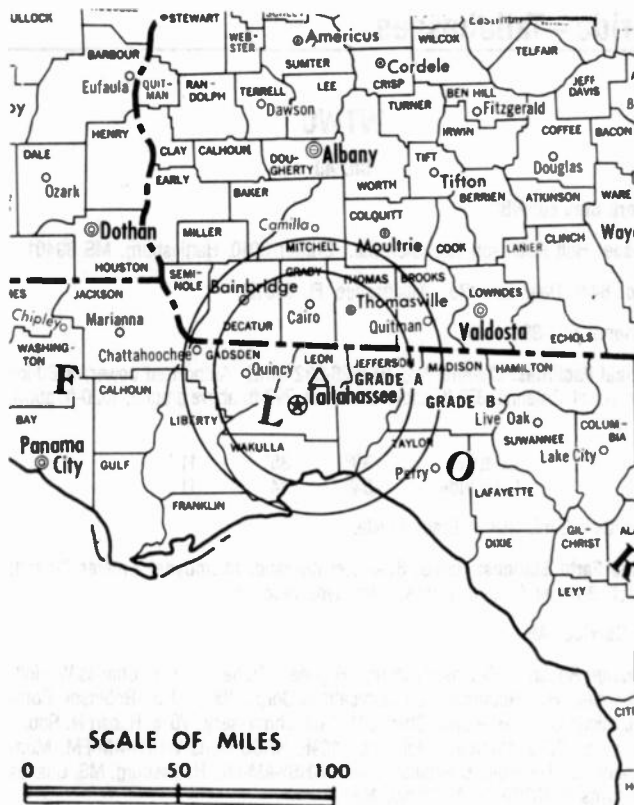 ULLOCK
STEWART
WEB-
STER
Americus
WILCOX
TELFAIR
BARBOUR
SUMTER
Cordele
CRISP
Eufaula
QUIT-
MAN
RAN-
DOLPH
TERRELL
LEE
Dawson
TURNER
BEN HILL
Fitzgerald
JEFF
DAVIS
HENRY
IRWIN
COFFEE
BACON
DALE
CLAY
CALHOUN
DOU-
GHERTY
Albany
TIFT
Douglas
Ozark
EARLY
BAKER
WORTH
Tifton
BERRIEN
ATKINSON
WARE
Dothan
MILLER
Camilla
COLQUITT
Moultrie
COOK
LANIER
CLINCH
Way
HOUSTON
MITCHELL
SEMI-
NOLE
GRADY
THOMAS
BROOKS
JACKSON
Bainbridge
Thomasville
LOWNDES
Chipley
Marianna
DECATUR
Cairo
Quitman
Valdosta
ECHOLS
WASHING-
TON
Chattahoochee
GADSDEN
LEON
JEFFERSON
MADISON
HAMILTON
F
Quincy
A
GRADE A
CALHOUN
L
Tallahassee
GRADE
Live Oak
BAY
LIBERTY
SUWANNEE
COLUM-
BIA
Panama
City
WAKULLA
TAYLOR
Perry
O
Lake City
GULF
LAFAYETTE
FRANKLIN
DIXIE
GIL-
CHRIST
ALA
LEVY
CIT
SCALE OF MILES
0 50 100